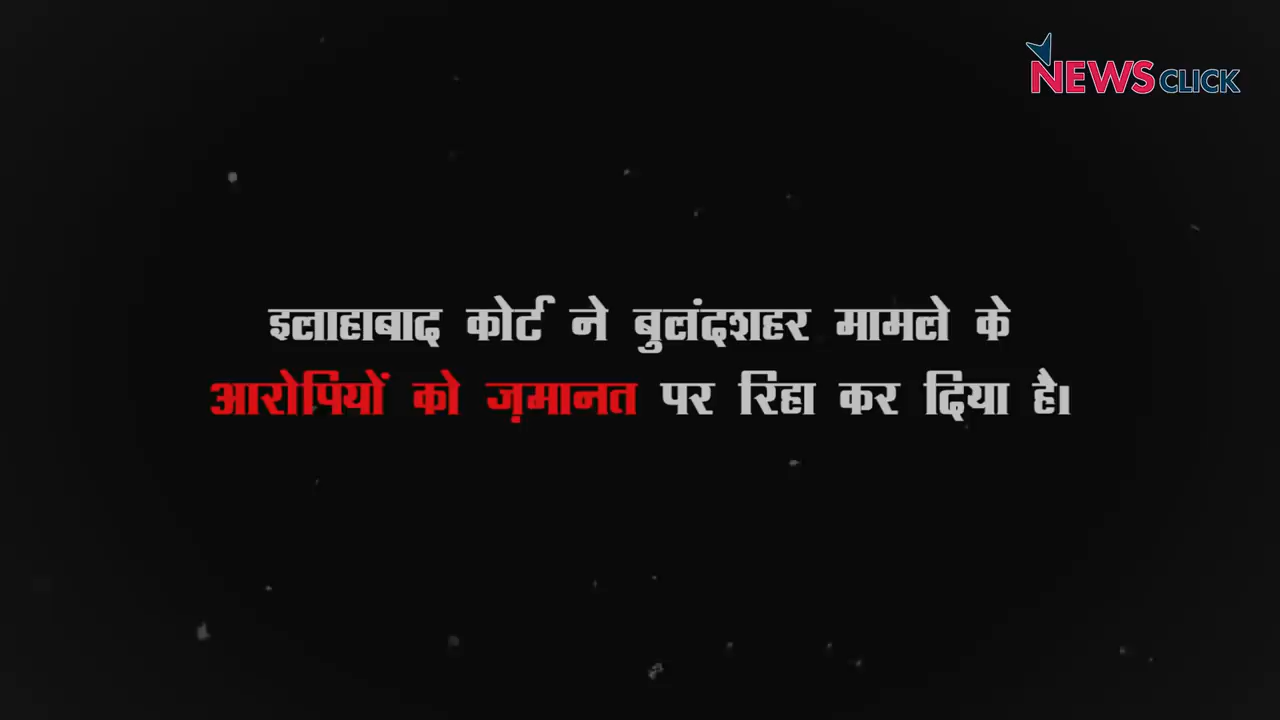 NEWSCLICK
इलाहाबाद कोर्ट ने बुलंदशहर मामले के
आरोपियों को ज़मानत पर रिहा कर दिया है।